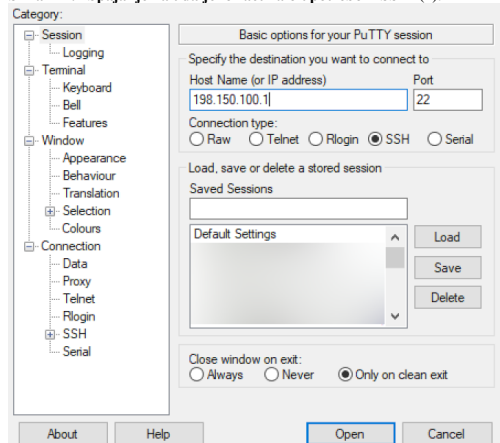 Category:
Session
Logging
Terminal
Keyboard
Bell
Features
Window
Appearance
Behaviour
Translation
Selection
Colours
Connection
Data
Proxy
Telnet
Rlogin
SSH
Serial
Basic options for your PuTTY session
Specify the destination you want to connect to
Host Name (or IP address) Port
198.150.100.1 22
Connection type:
Raw Telnet Rlogin SSH Serial
Load, save or delete a stored session
Saved Sessions
Default Settings
Load
Save
Delete
Close window on exit:
Always Never Only on clean exit
About Help Open Cancel